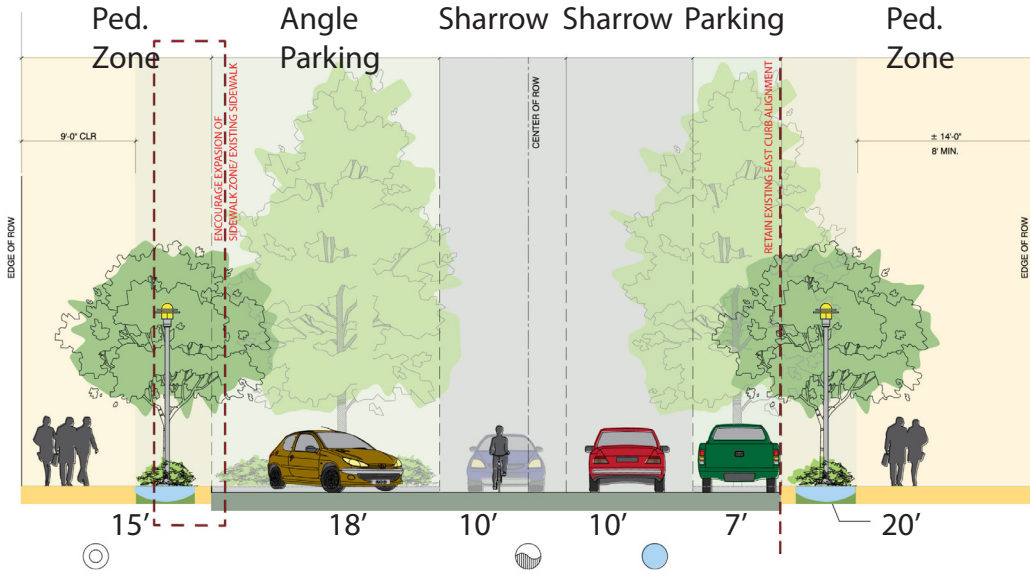 Ped.
Zone
Angle
Parking
Sharrow
Sharrow
Parking
Ped.
Zone
9'-0" CLR
EDGE OF ROW
ENCOURAGE EXPASION OF
SIDEWALK ZONE/ EXISTING SIDEWALK
CENTER OF ROW
RETAIN EXISTING EAST CURB ALIGNMENT
± 14'-0"
8' MIN.
EDGE OF ROW
15’
18’
10’
10’
7’
20’